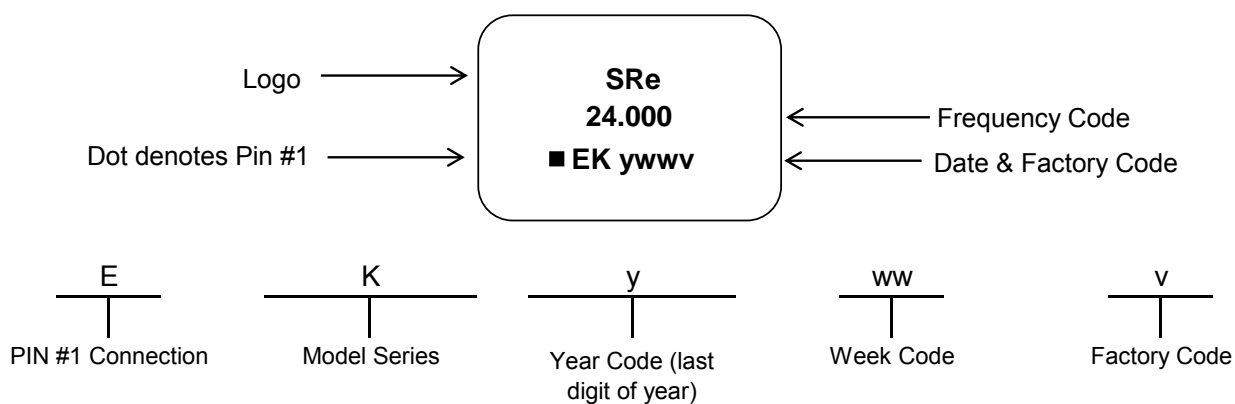 Logo
SRe
24.000
Frequency Code
Dot denotes Pin #1
■ EK ywwv
Date & Factory Code
E K y ww v
PIN #1 Connection
Model Series
Year Code (last
digit of year)
Week Code
Factory Code